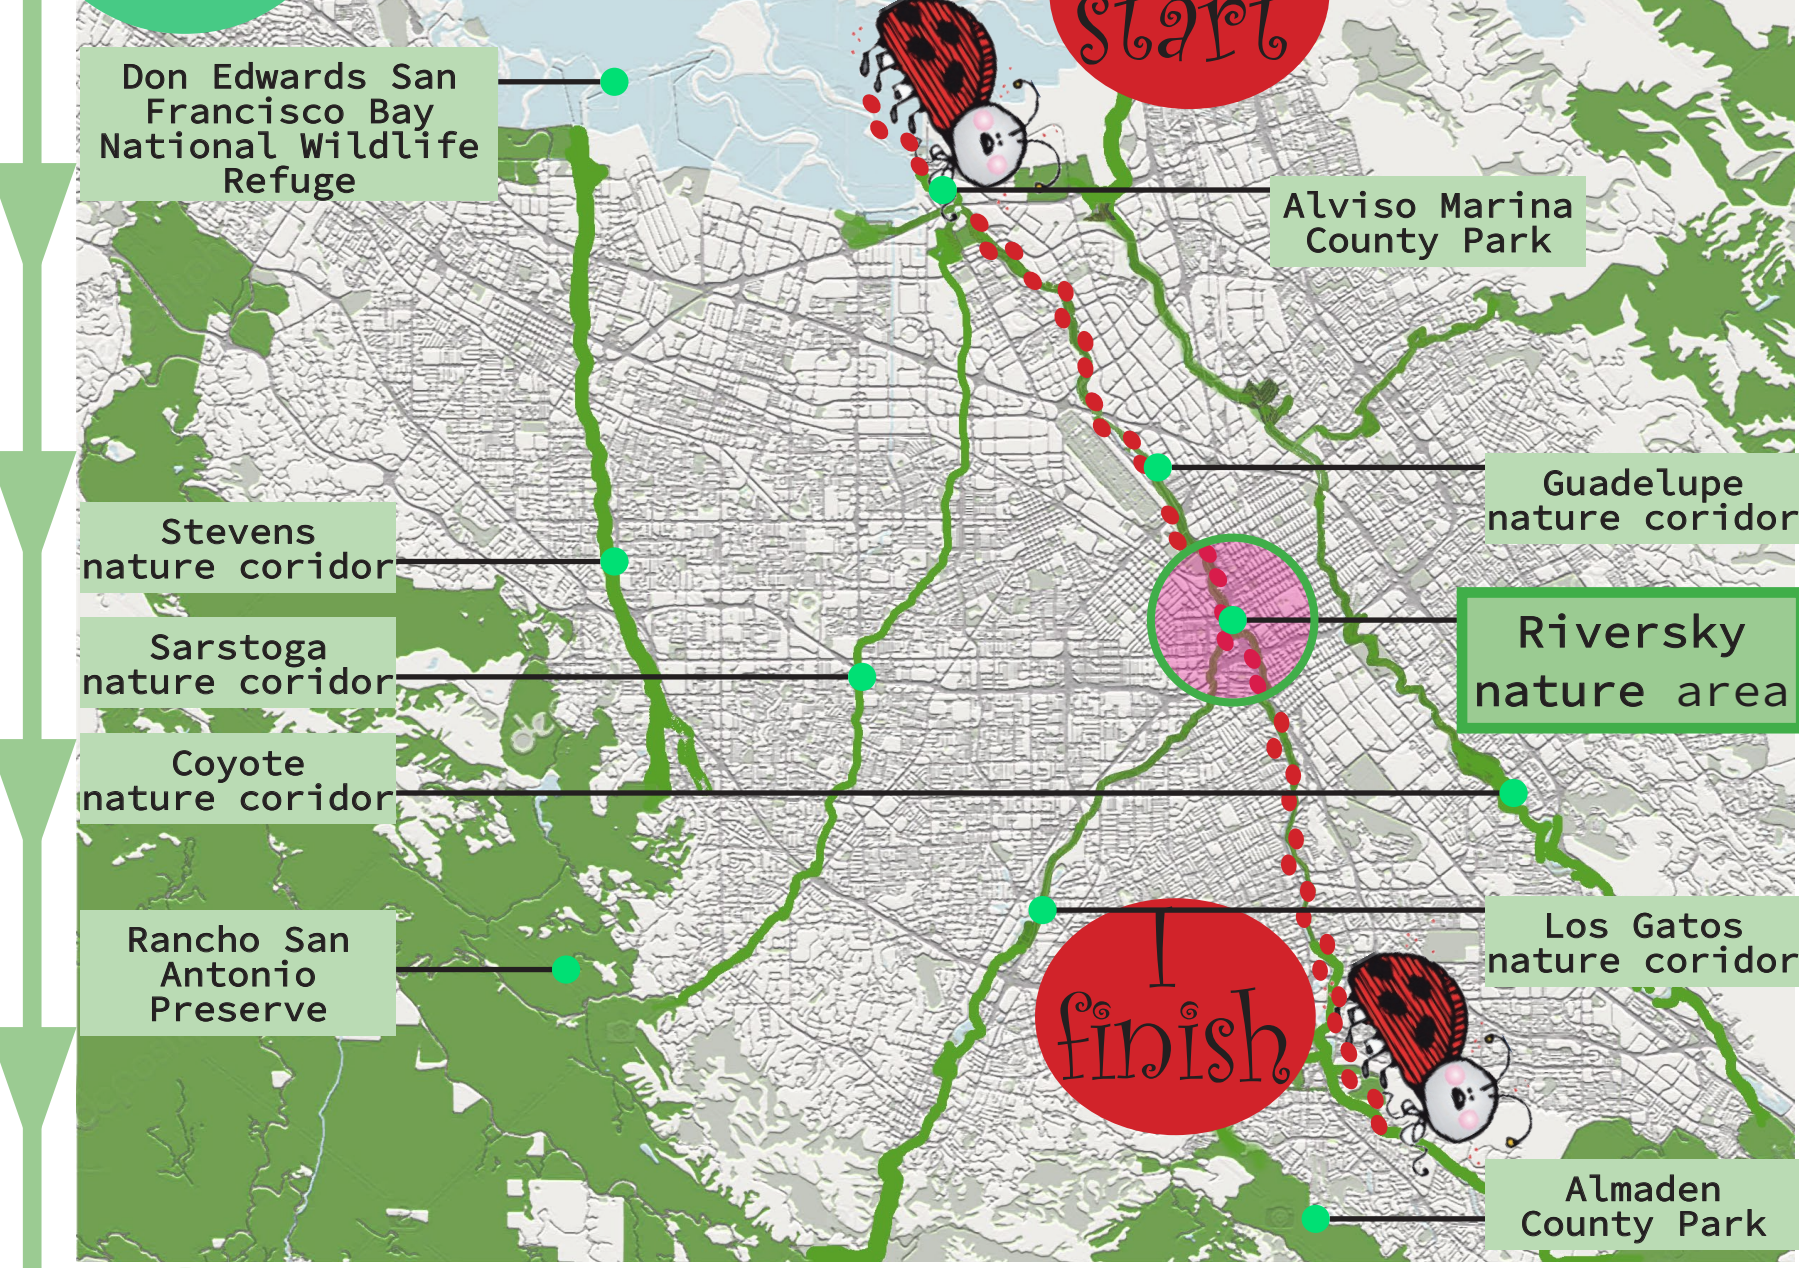 start
Don Edwards San
Francisco Bay
National Wildlife
Refuge
Alviso Marina
County Park
Guadelupe
nature coridor
Stevens
nature coridor
Riversky
nature area
Sarstoga
nature coridor
Coyote
nature coridor
Rancho San
Antonio
Preserve
Los Gatos
nature coridor
I
finish
Almaden
County Park